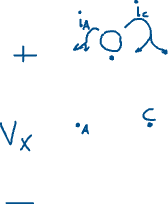 iA iC
+
Vx .A .C
−